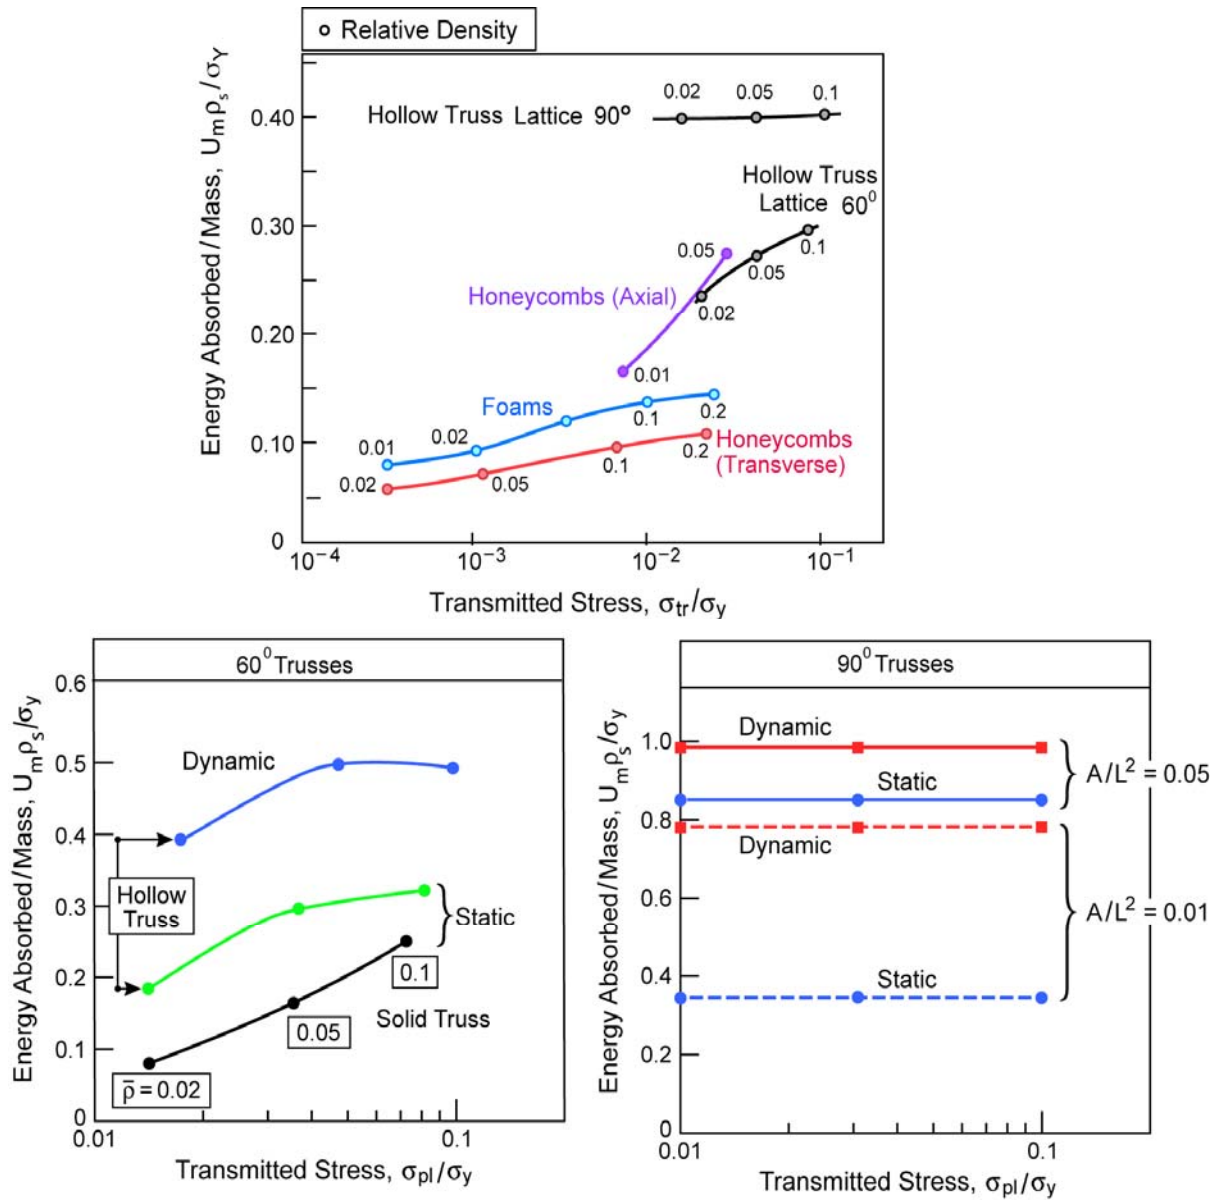 Relative Density
Energy Absorbed/Mass, Uₘρₛ/σY
0.40
0.30
0.20
0.10
0
Hollow Truss Lattice 90⁰
0.02
0.05
0.1
Hollow Truss
Lattice 60⁰
0.05
0.1
0.05
0.02
Honeycombs (Axial)
0.01
Foams
0.01
0.02
0.1
0.2
Honeycombs
(Transverse)
0.02
0.05
0.1
0.2
10⁻⁴
10⁻³
10⁻²
10⁻¹
Transmitted Stress, σtr/σy
60⁰ Trusses
Energy Absorbed/Mass, Uₘρₛ/σy
0.6
0.5
0.4
0.3
0.2
0.1
0
Dynamic
Hollow
Truss
Static
0.1
0.05
Solid Truss
ρ̄ = 0.02
0.01
0.1
Transmitted Stress, σpl/σy
90⁰ Trusses
Energy Absorbed/Mass, Uₘρₛ/σy
1.0
0.8
0.6
0.4
0.2
0
Dynamic
Static
A/L² = 0.05
Dynamic
A/L² = 0.01
Static
0.01
0.1
Transmitted Stress, σpl/σy